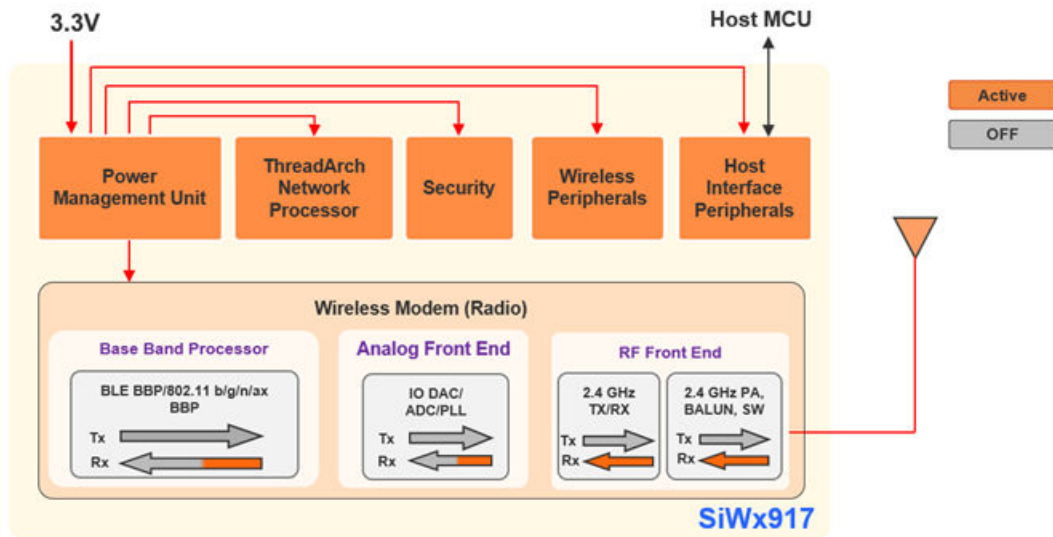 3.3V
Host MCU
Active
OFF
Power
Management Unit
ThreadArch
Network
Processor
Security
Wireless
Peripherals
Host
Interface
Peripherals
Wireless Modem (Radio)
Base Band Processor
BLE BBP/802.11 b/g/n/ax
BBP
Tx
Rx
Analog Front End
IO DAC/
ADC/PLL
Tx
Rx
RF Front End
2.4 GHz
TX/RX
Tx
Rx
2.4 GHz PA,
BALUN, SW
Tx
Rx
SiWx917